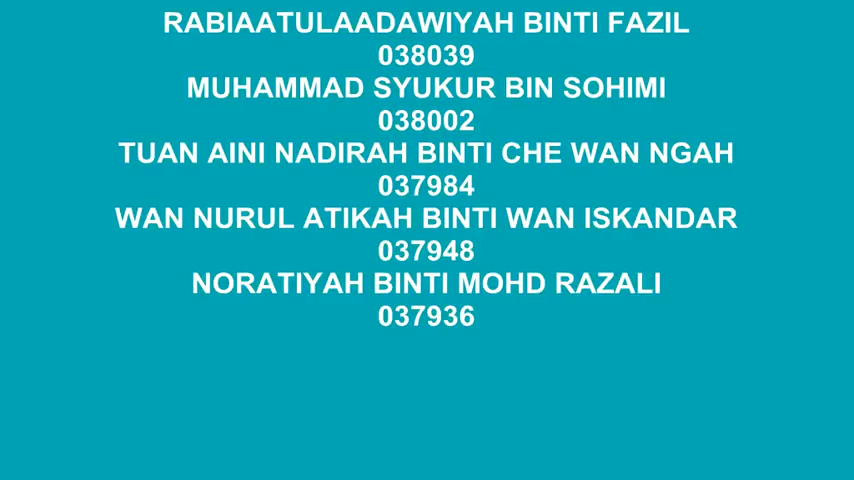 RABIAATULAADAWIYAH BINTI FAZIL
038039
MUHAMMAD SYUKUR BIN SOHIMI
038002
TUAN AINI NADIRAH BINTI CHE WAN NGAH
037984
WAN NURUL ATIKAH BINTI WAN ISKANDAR
037948
NORATIYAH BINTI MOHD RAZALI
037936